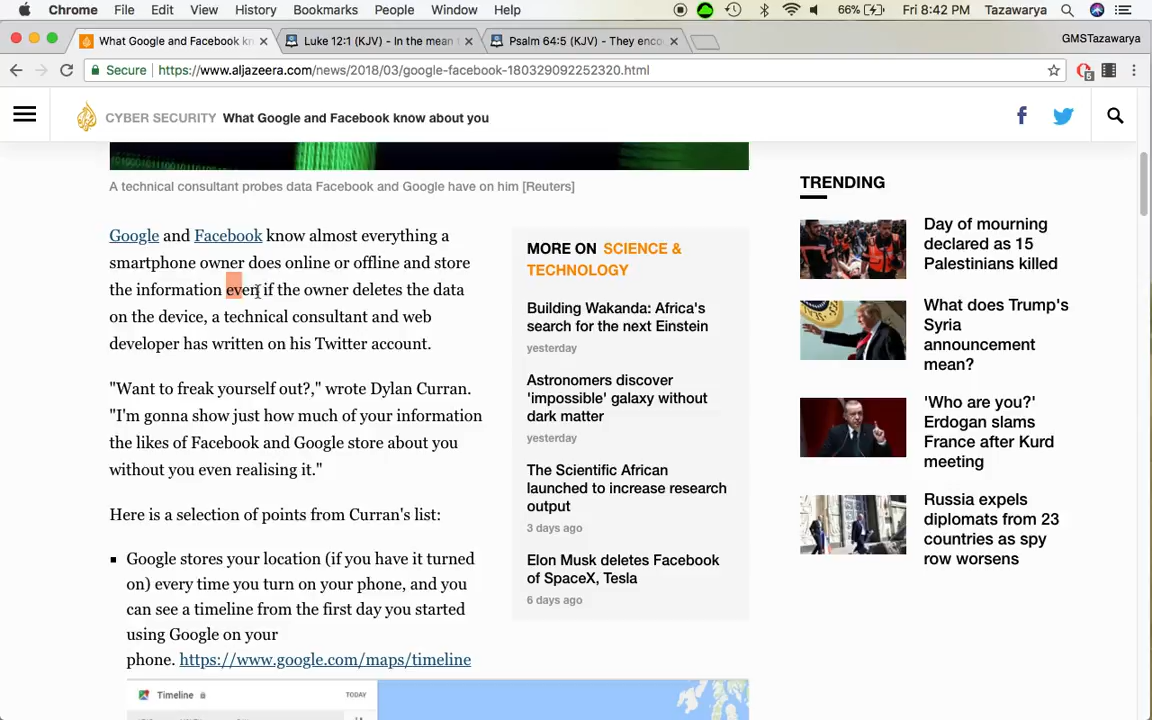 Chrome File Edit View History Bookmarks People Window Help 66% Fri 8:42 PM Tazawarya
What Google and Facebook kn Luke 12:1 (KJV) - In the mean t Psalm 64:5 (KJV) - They enco GMSTazawarya
Secure https://www.aljazeera.com/news/2018/03/google-facebook-180329092252320.html
CYBER SECURITY What Google and Facebook know about you
A technical consultant probes data Facebook and Google have on him [Reuters]
Google and Facebook know almost everything a
smartphone owner does online or offline and store
the information even if the owner deletes the data
on the device, a technical consultant and web
developer has written on his Twitter account.
"Want to freak yourself out?," wrote Dylan Curran.
"I'm gonna show just how much of your information
the likes of Facebook and Google store about you
without you even realising it."
Here is a selection of points from Curran's list:
Google stores your location (if you have it turned
on) every time you turn on your phone, and you
can see a timeline from the first day you started
using Google on your
phone. https://www.google.com/maps/timeline
Timeline TODAY
MORE ON SCIENCE &
TECHNOLOGY
Building Wakanda: Africa's
search for the next Einstein
yesterday
Astronomers discover
'impossible' galaxy without
dark matter
yesterday
The Scientific African
launched to increase research
output
3 days ago
Elon Musk deletes Facebook
of SpaceX, Tesla
6 days ago
TRENDING
Day of mourning
declared as 15
Palestinians killed
What does Trump's
Syria
announcement
mean?
'Who are you?'
Erdogan slams
France after Kurd
meeting
Russia expels
diplomats from 23
countries as spy
row worsens